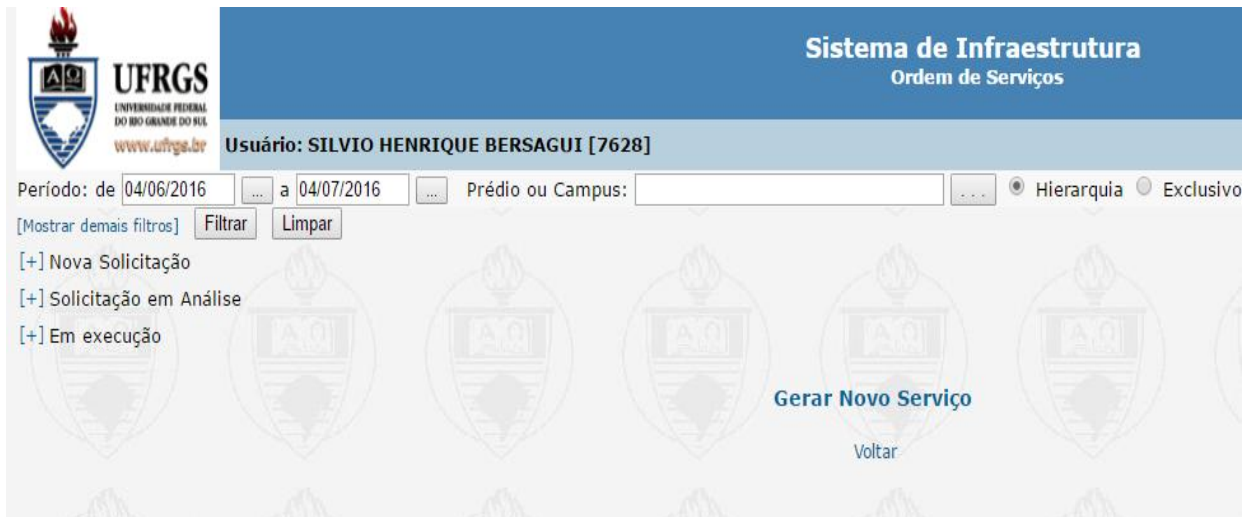 Sistema de Infraestrutura
Ordem de Serviços
UFRGS
UNIVERSIDADE FEDERAL
DO RIO GRANDE DO SUL
www.ufrgs.br
Usuário: SILVIO HENRIQUE BERSAGUI [7628]
Período: de 04/06/2016 ... a 04/07/2016 ... Prédio ou Campus: ... Hierarquia Exclusivo
[Mostrar demais filtros] Filtrar Limpar
[+] Nova Solicitação
[+] Solicitação em Análise
[+] Em execução
Gerar Novo Serviço
Voltar